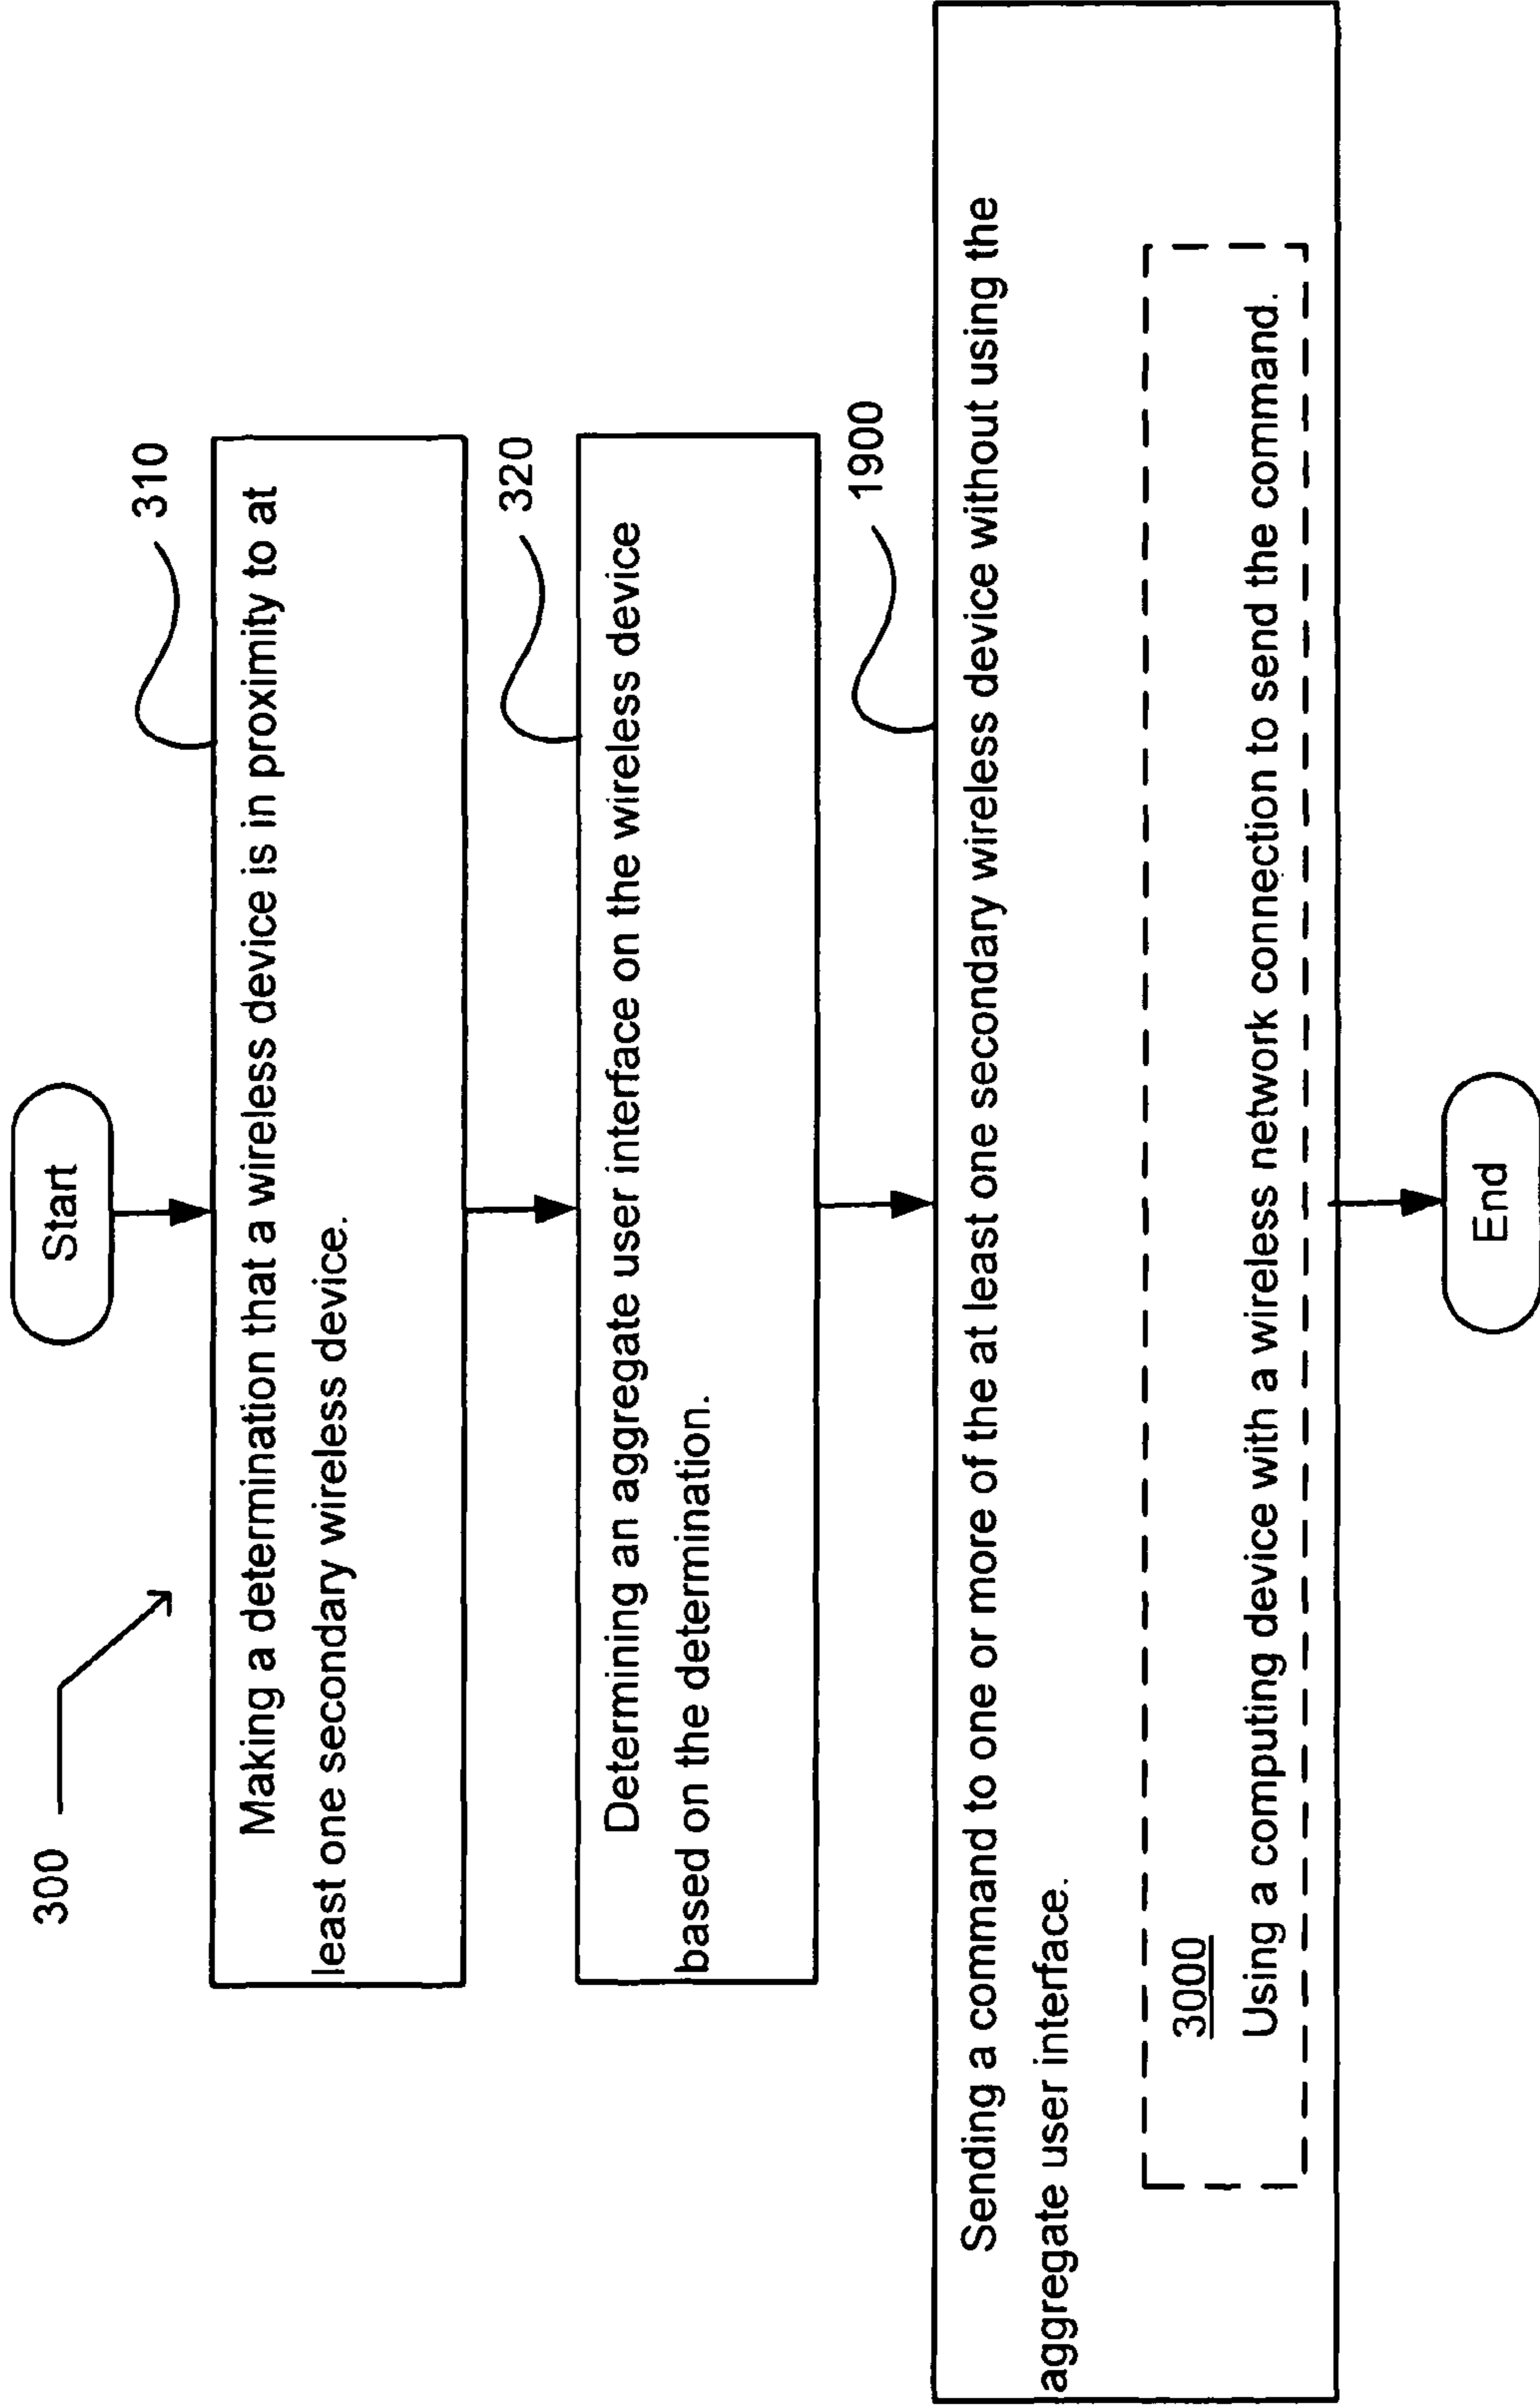 300
Start
310
Making a determination that a wireless device is in proximity to at
least one secondary wireless device.
320
Determining an aggregate user interface on the wireless device
based on the determination.
1900
Sending a command to one or more of the at least one secondary wireless device without using the
aggregate user interface.
3000
Using a computing device with a wireless network connection to send the command.
End